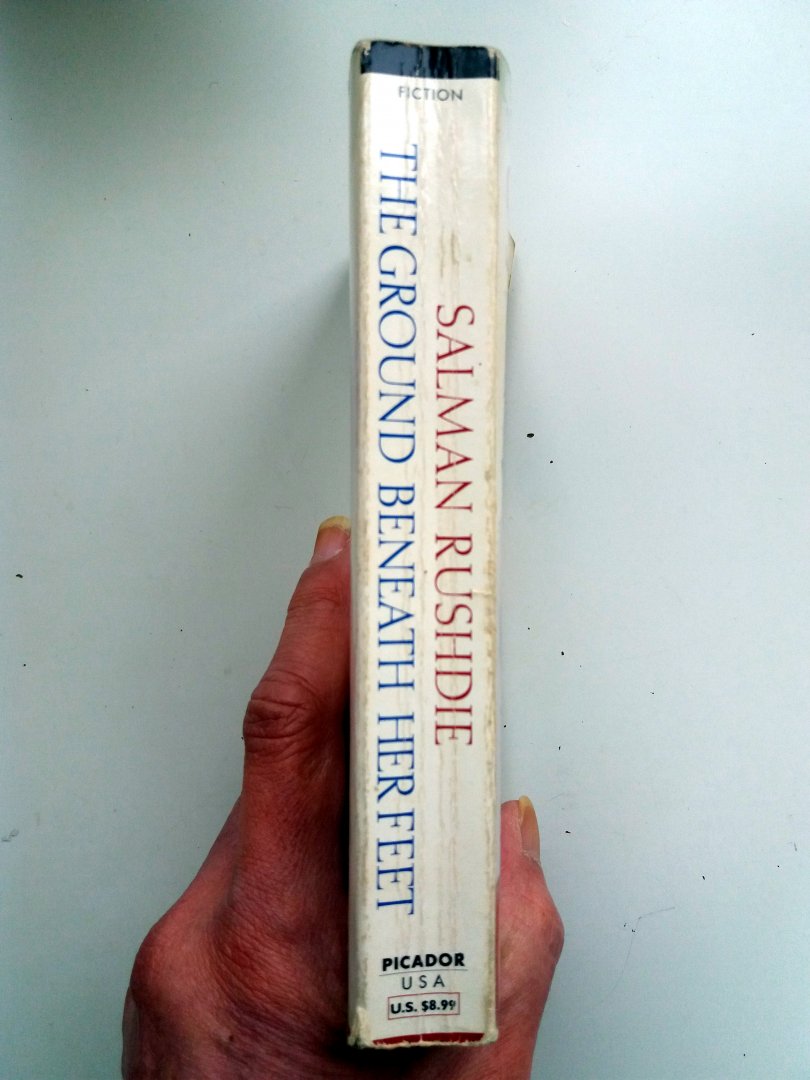 FICTION
SALMAN RUSHDIE
THE GROUND BENEATH HER FEET
PICADOR
USA
U.S. $8.99